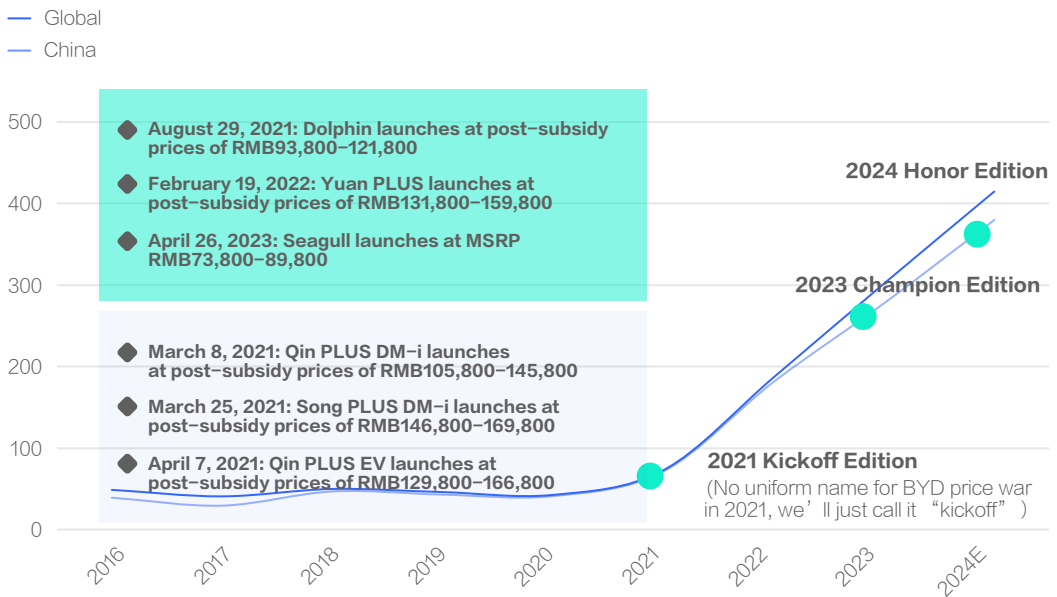 Global
China
500
400
300
200
100
0
August 29, 2021: Dolphin launches at post-subsidy
prices of RMB93,800-121,800
February 19, 2022: Yuan PLUS launches at
post-subsidy prices of RMB131,800-159,800
April 26, 2023: Seagull launches at MSRP
RMB73,800-89,800
March 8, 2021: Qin PLUS DM-i launches
at post-subsidy prices of RMB105,800-145,800
March 25, 2021: Song PLUS DM-i launches at
post-subsidy prices of RMB146,800-169,800
April 7, 2021: Qin PLUS EV launches at
post-subsidy prices of RMB129,800-166,800
2024 Honor Edition
2023 Champion Edition
2021 Kickoff Edition
(No uniform name for BYD price war
in 2021, we’ ll just call it “kickoff” )
2016
2017
2018
2019
2020
2021
2022
2023
2024E